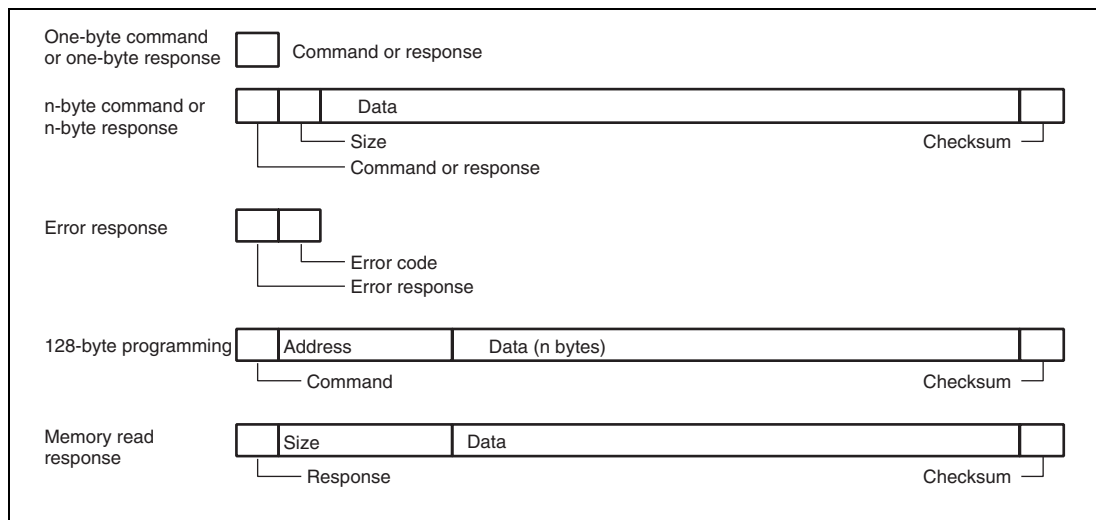 One-byte command
or one-byte response
Command or response
n-byte command or
n-byte response
Data
Size
Checksum
Command or response
Error response
Error code
Error response
128-byte programming
Address
Data (n bytes)
Command
Checksum
Memory read
response
Size
Data
Response
Checksum